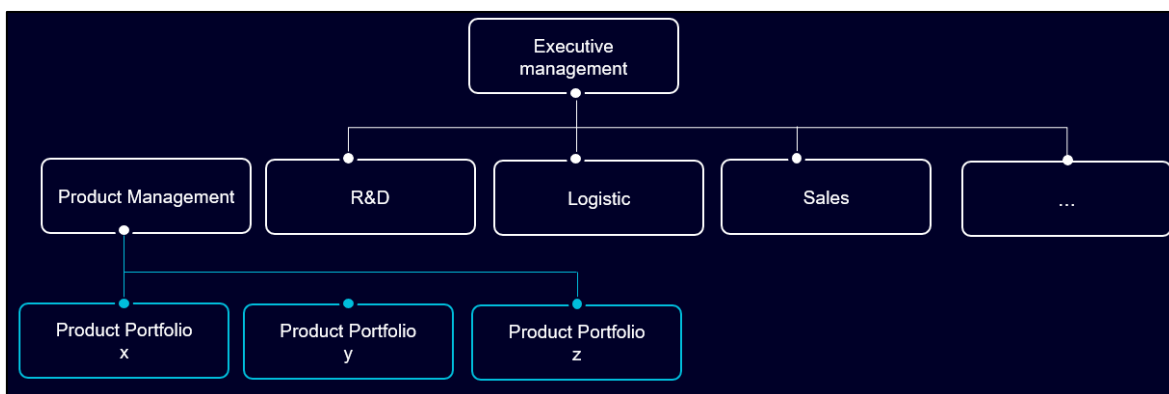 Executive
management
Product Management
R&D
Logistic
Sales
...
Product Portfolio
x
Product Portfolio
y
Product Portfolio
z